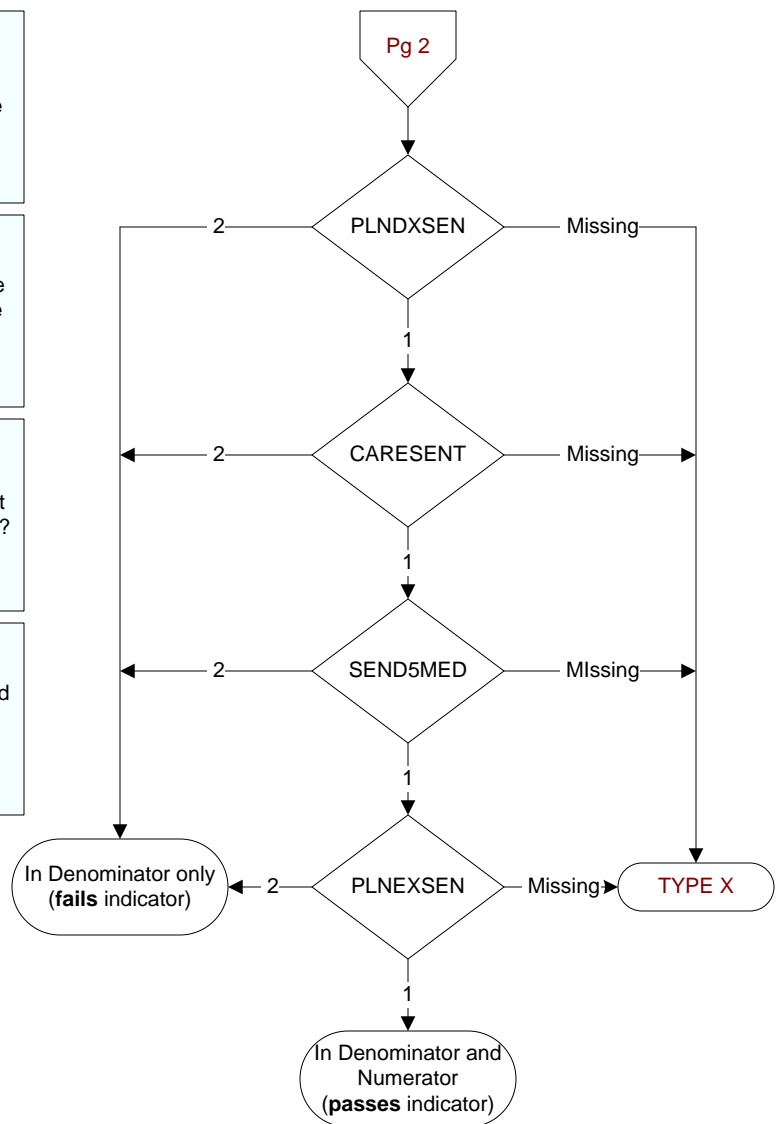 Pg 2
e
2 PLNDXSEN Missing
e
e
1
2 CARESENT Missing
t
?
1
2 SEND5MED MIssing
d
1
In Denominator only
(fails indicator)
2 PLNEXSEN Missing TYPE X
1
In Denominator and
Numerator
(passes indicator)